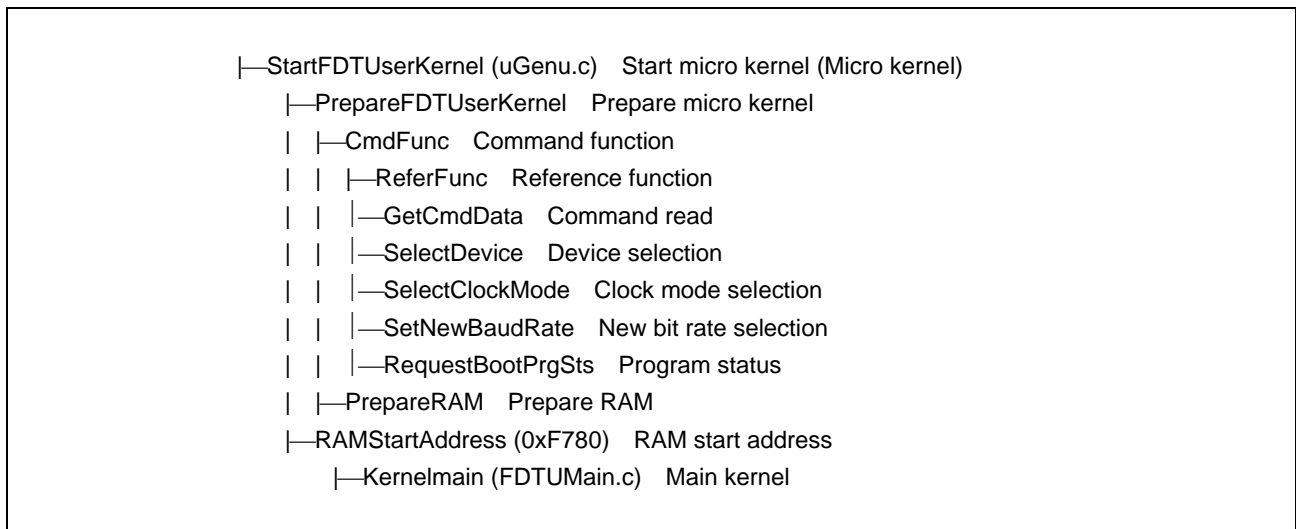 ├─StartFDTUserKernel (uGenu.c) Start micro kernel (Micro kernel)
├─PrepareFDTUserKernel Prepare micro kernel
| ├─CmdFunc Command function
| | ├─ReferFunc Reference function
| | ├─GetCmdData Command read
| | ├─SelectDevice Device selection
| | ├─SelectClockMode Clock mode selection
| | ├─SetNewBaudRate New bit rate selection
| | ├─RequestBootPrgSts Program status
| ├─PrepareRAM Prepare RAM
├─RAMStartAddress (0xF780) RAM start address
├─Kernelmain (FDTUMain.c) Main kernel